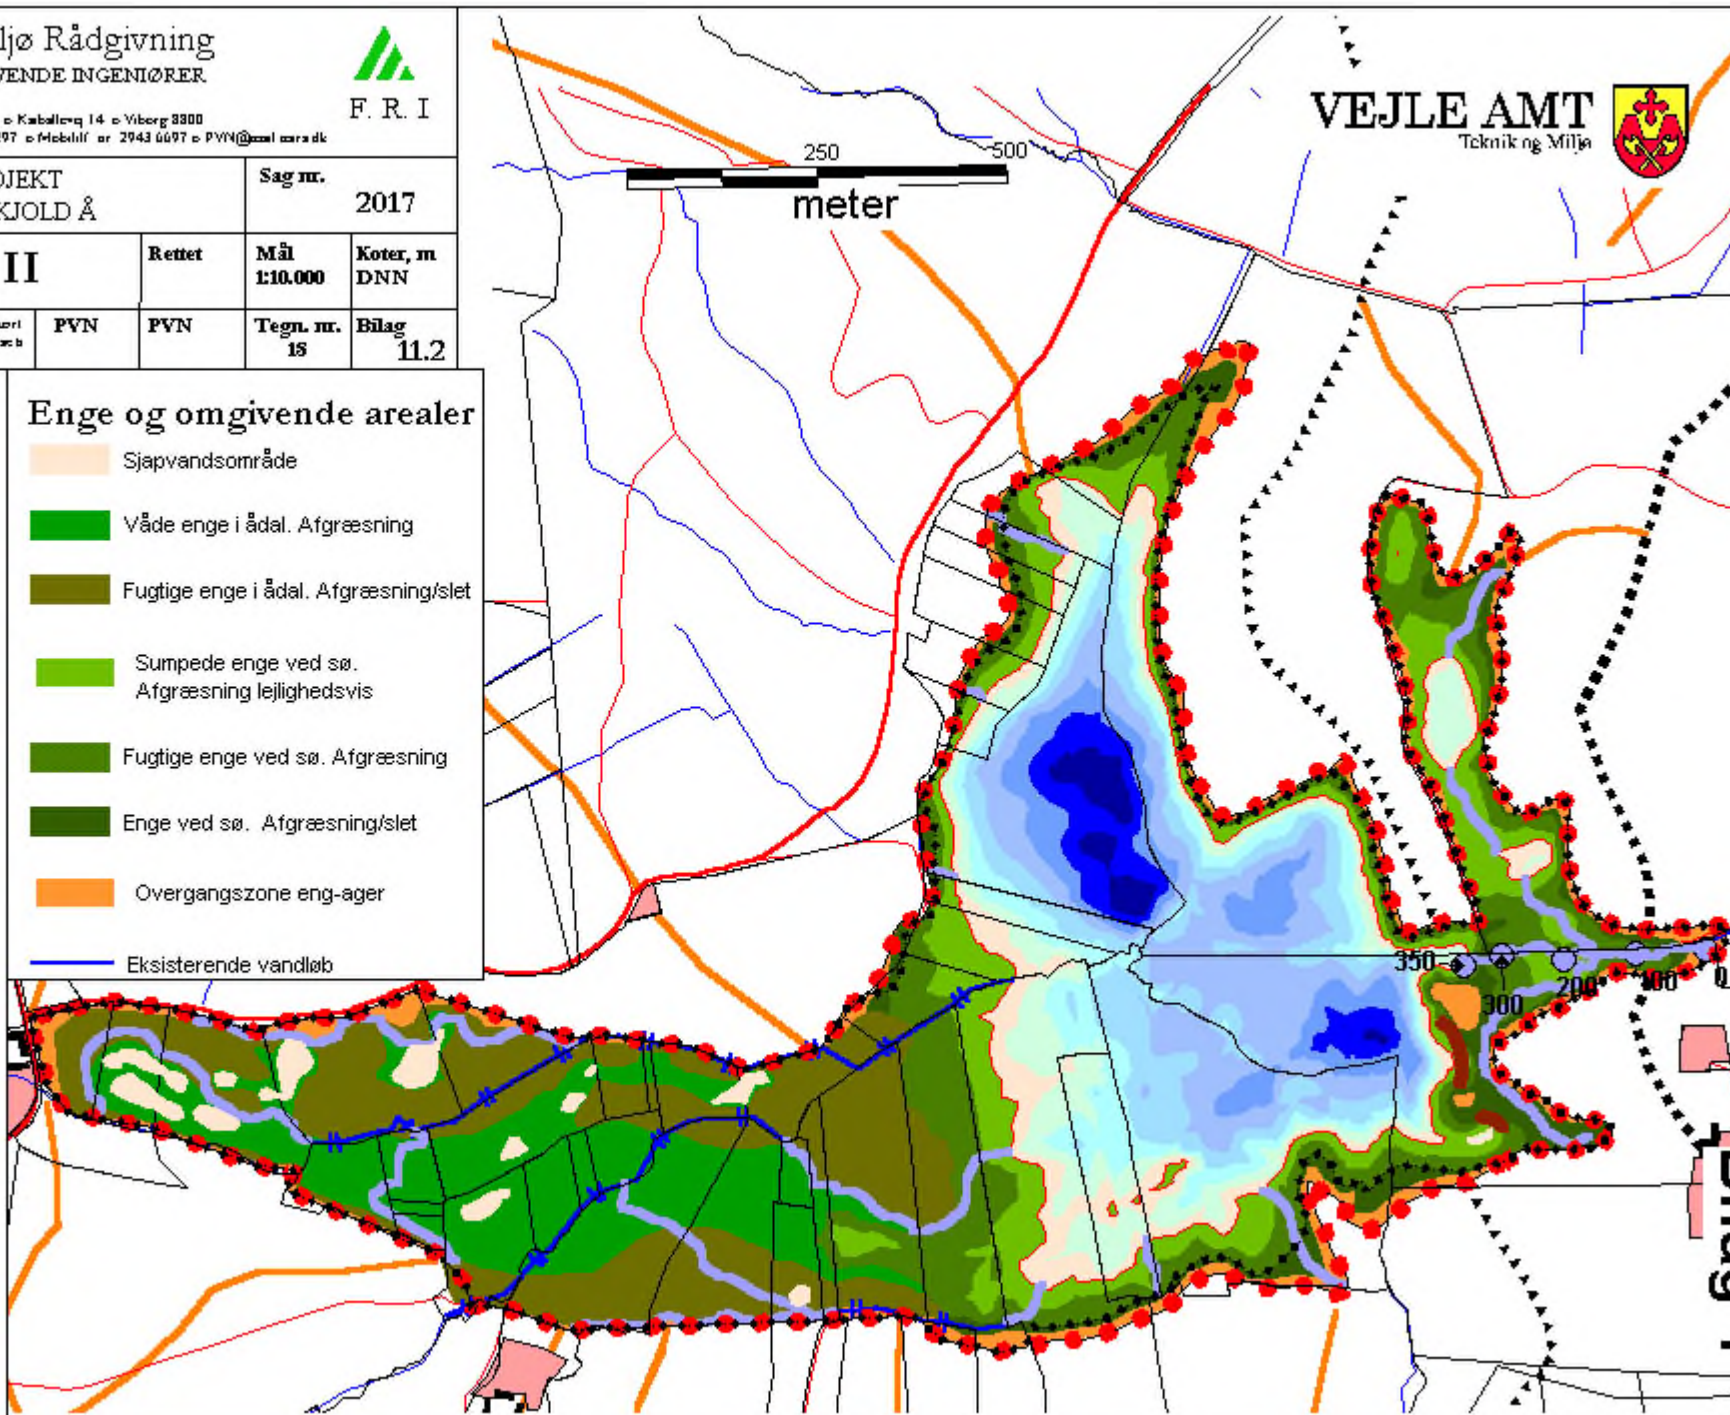 ljø Rådgivning
VENDE INGENIØRER
F. R. I
OJEKT
KJOLD Å
Sag nr.
2017
II
Rettet
Mål
1:10.000
Koter, m
DNN
PVN
PVN
Tegn. nr.
18
Bilag
11.2
Enge og omgivende arealer
Sjapvandsområde
Våde enge i ådal. Afgræsning
Fugtige enge i ådal. Afgræsning/slet
Sumpede enge ved sø.
Afgræsning lejlighedsvis
Fugtige enge ved sø. Afgræsning
Enge ved sø. Afgræsning/slet
Overgangszone eng-ager
Eksisterende vandløb
250
500
meter
VEJLE AMT
Teknik og Miljø
350
300
200
100
0